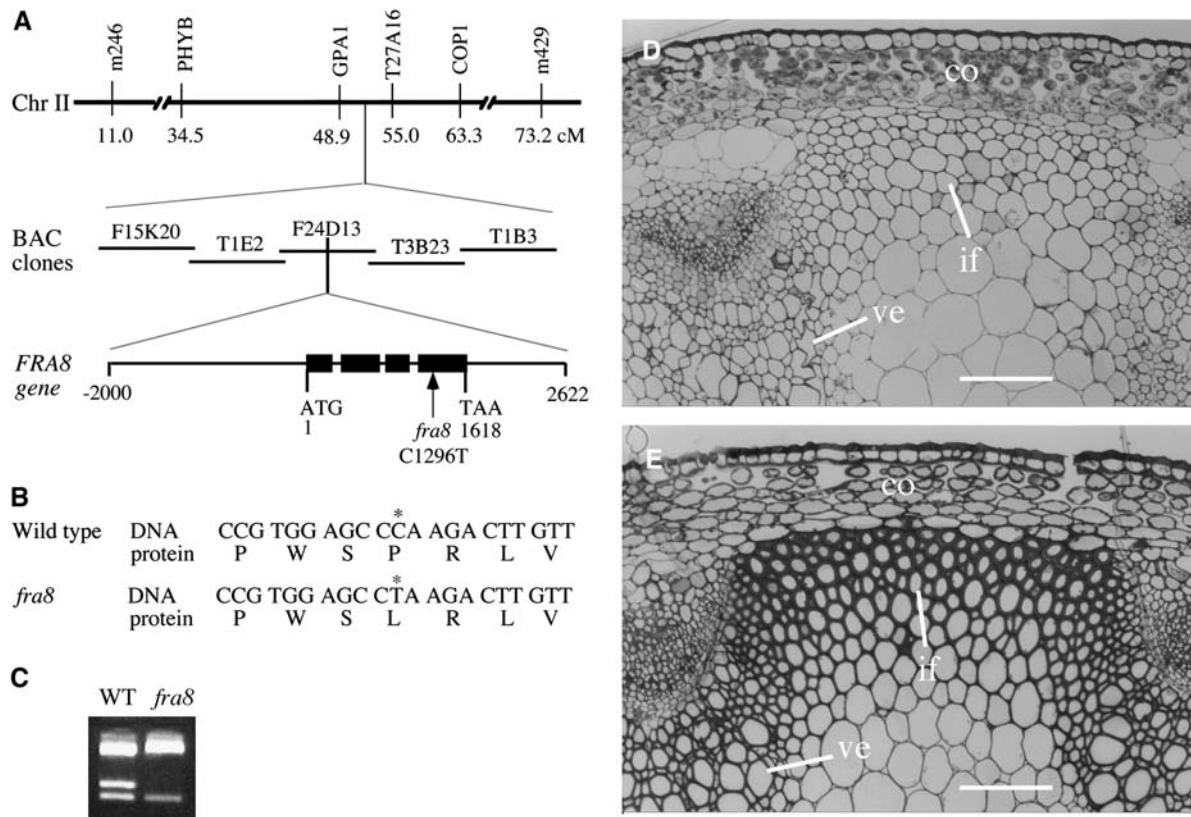 A
m246
PHYB
GPA1
T27A16
COP1
m429
Chr II
11.0 34.5 48.9 55.0 63.3 73.2 cM
BAC
clones
F15K20
T1E2
F24D13
T3B23
T1B3
FRA8
gene
-2000
2622
ATG
1
fra8
C1296T
TAA
1618
B
*
Wild type DNA CCG TGG AGC CCA AGA CTT GTT
protein P W S P R L V
*
fra8 DNA CCG TGG AGC CTA AGA CTT GTT
protein P W S L R L V
C
WT fra8
D
co
if
ve
E
co
if
ve